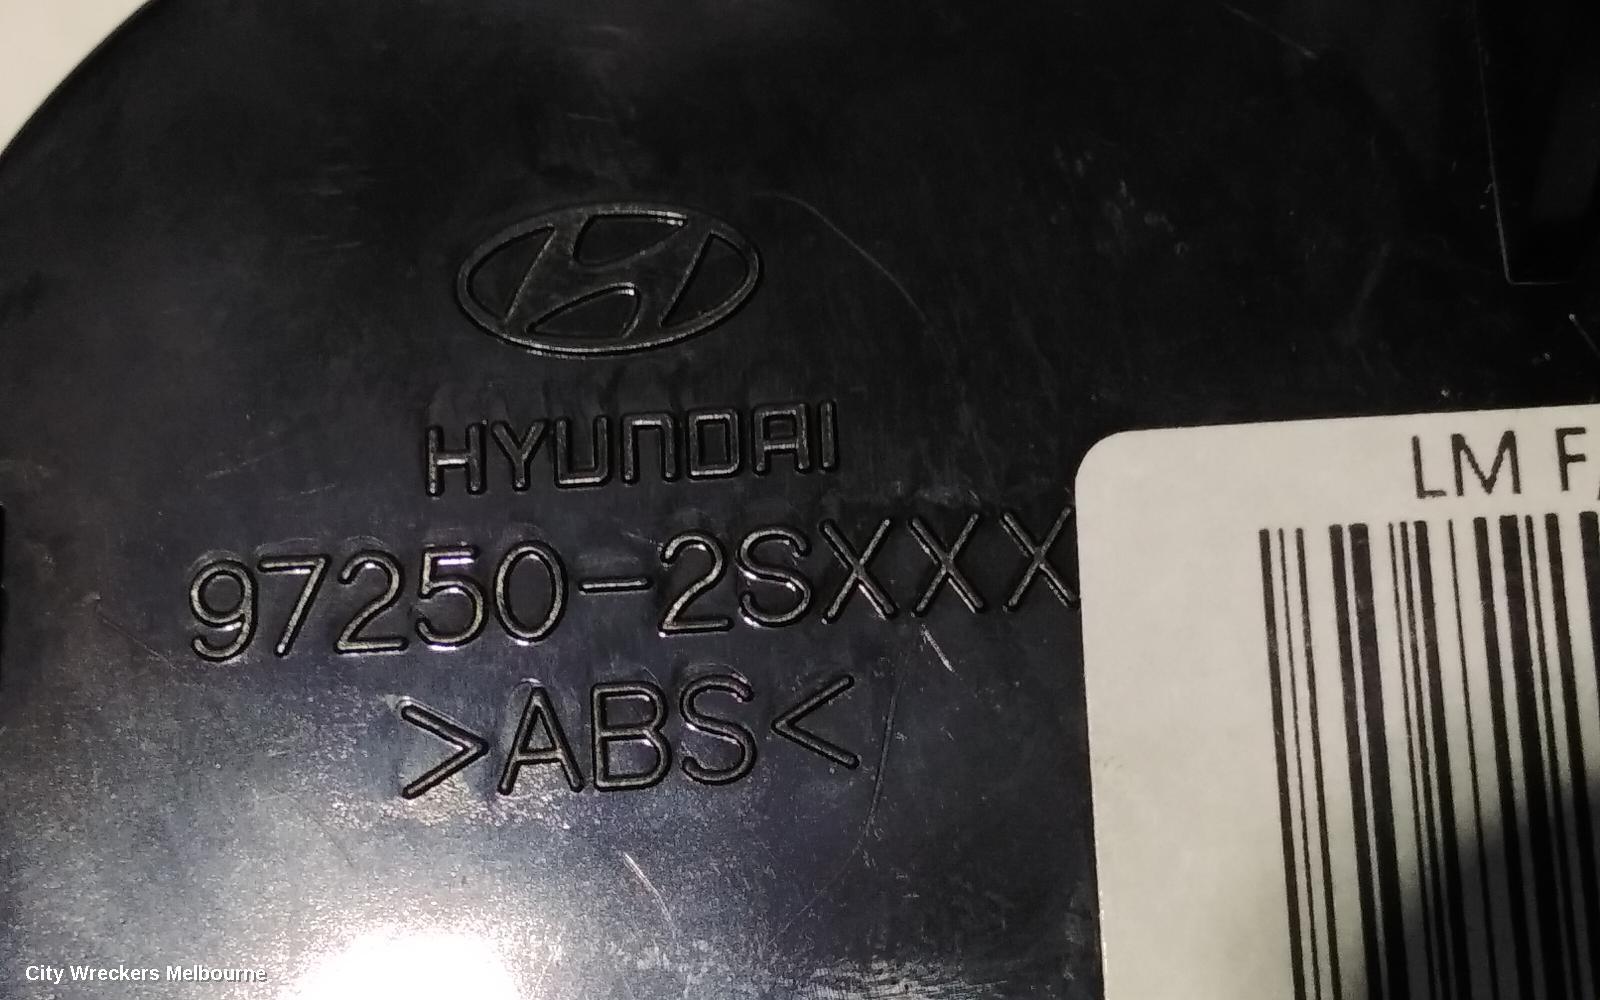 HYUNDAI
97250-2SXXX
>ABS<
LM
City Wreckers Melbourne